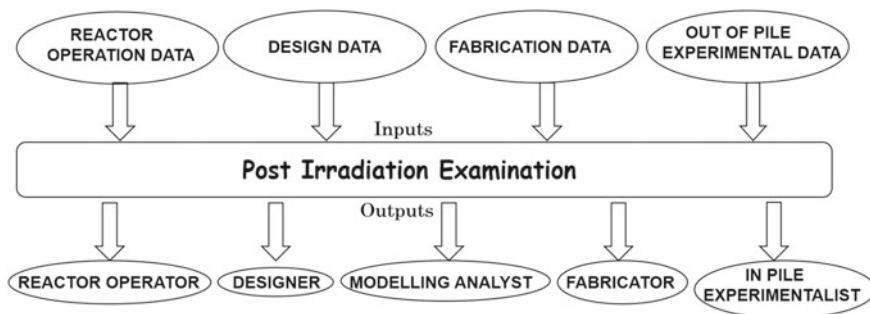 REACTOR
OPERATION DATA
DESIGN DATA
FABRICATION DATA
OUT OF PILE
EXPERIMENTAL DATA
Inputs
Post Irradiation Examination
Outputs
REACTOR OPERATOR
DESIGNER
MODELLING ANALYST
FABRICATOR
IN PILE
EXPERIMENTALIST